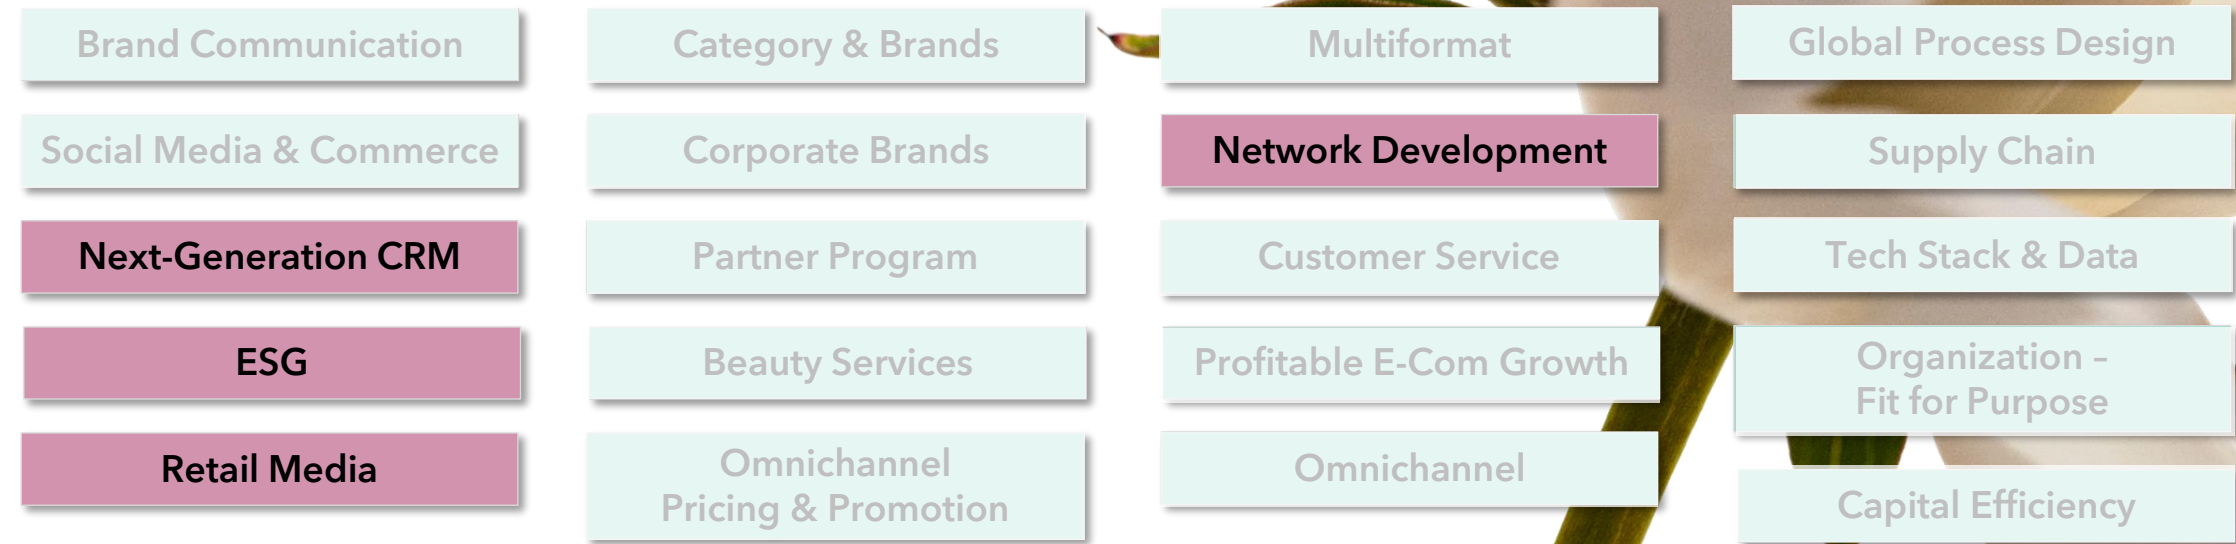 Brand Communication
Social Media & Commerce
Next-Generation CRM
ESG
Retail Media
Category & Brands
Corporate Brands
Partner Program
Beauty Services
Omnichannel
Pricing & Promotion
Multiformat
Network Development
Customer Service
Profitable E-Com Growth
Omnichannel
Global Process Design
Supply Chain
Tech Stack & Data
Organization –
Fit for Purpose
Capital Efficiency